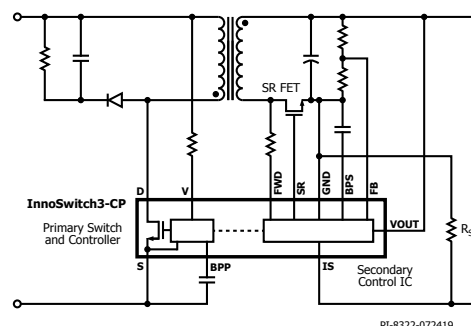 SR FET
D
V
FWD
SR
GND
BPS
FB
InnoSwitch3-CP
VOUT
Primary Switch
and Controller
RS
S
BPP
IS
Secondary
Control IC
PI-8322-072419